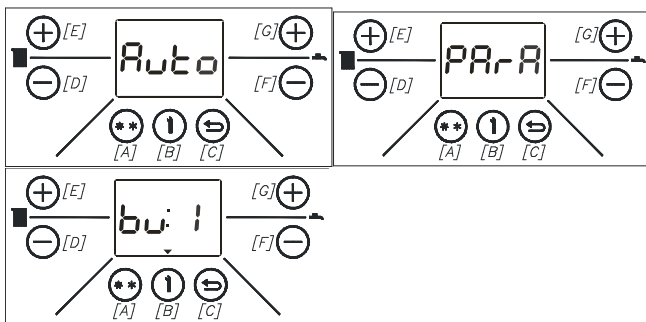 [E]
[G]
Auto
[D]
[F]
[A] [B] [C]
[E]
[G]
PArA
[D]
[F]
[A] [B] [C]
[E]
[G]
bu: 1
[D]
[F]
[A] [B] [C]